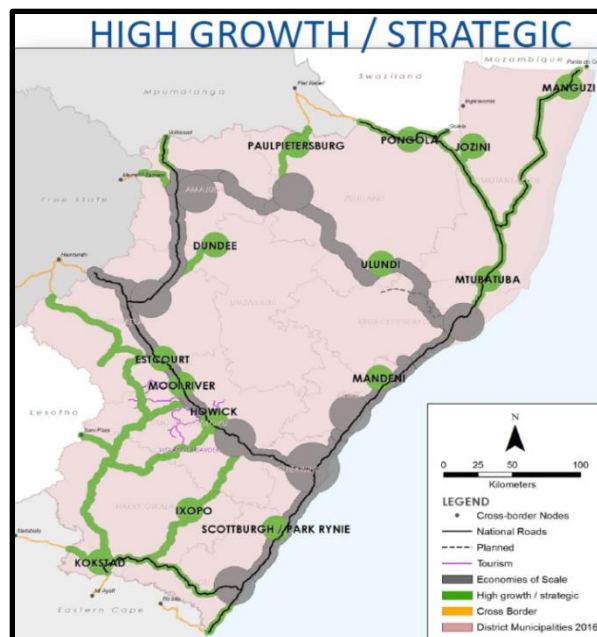 HIGH GROWTH / STRATEGIC
Mozambique
Swaziland
Mpumalanga
MANGUZI
PAULPIETERSBURG
PONGOLA
JOZINI
Free State
DUNDEE
ULUNDI
MTUBATUBA
ESTCOURT
MOOI RIVER
MANDENI
HOWICK
Lesotho
IXOPO
SCOTTBURGH / PARK RYNIE
KOKSTAD
Eastern Cape
N
0 25 50 100
Kilometers
LEGEND
Cross-border Nodes
National Roads
Planned
Tourism
Economies of Scale
High growth / strategic
Cross Border
District Municipalities 2016